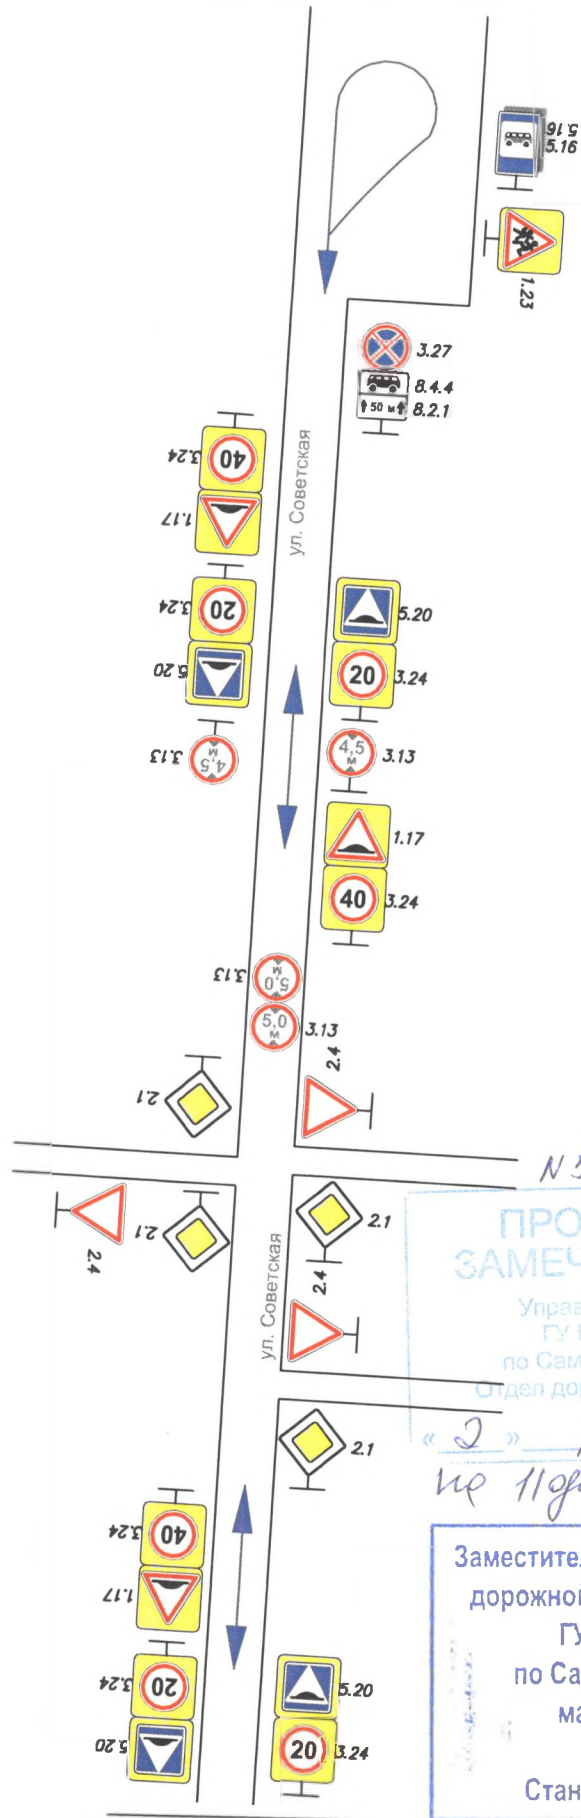 5.16
5.16
1.23
3.27
8.4.4
50 м 8.2.1
3.24 40
1.17
ул. Советская
3.24 20
5.20
5.20
20 3.24
3.13 4,5 м
4,5 м 3.13
1.17
40 3.24
3.13 5,0 м
5,0 м 3.13
2.4
2.1
N
2.1
2.1
2.4
2.4
ул. Советская
ПРО
ЗАМЕЧ
Управ
ГУ
по Сам
Отдел дор
« 2 »
2.1
3.24 40
1.17
Заместител
дорожног
ГУ
по Са
ма
Стан
3.24 20
5.20
5.20
20 3.24